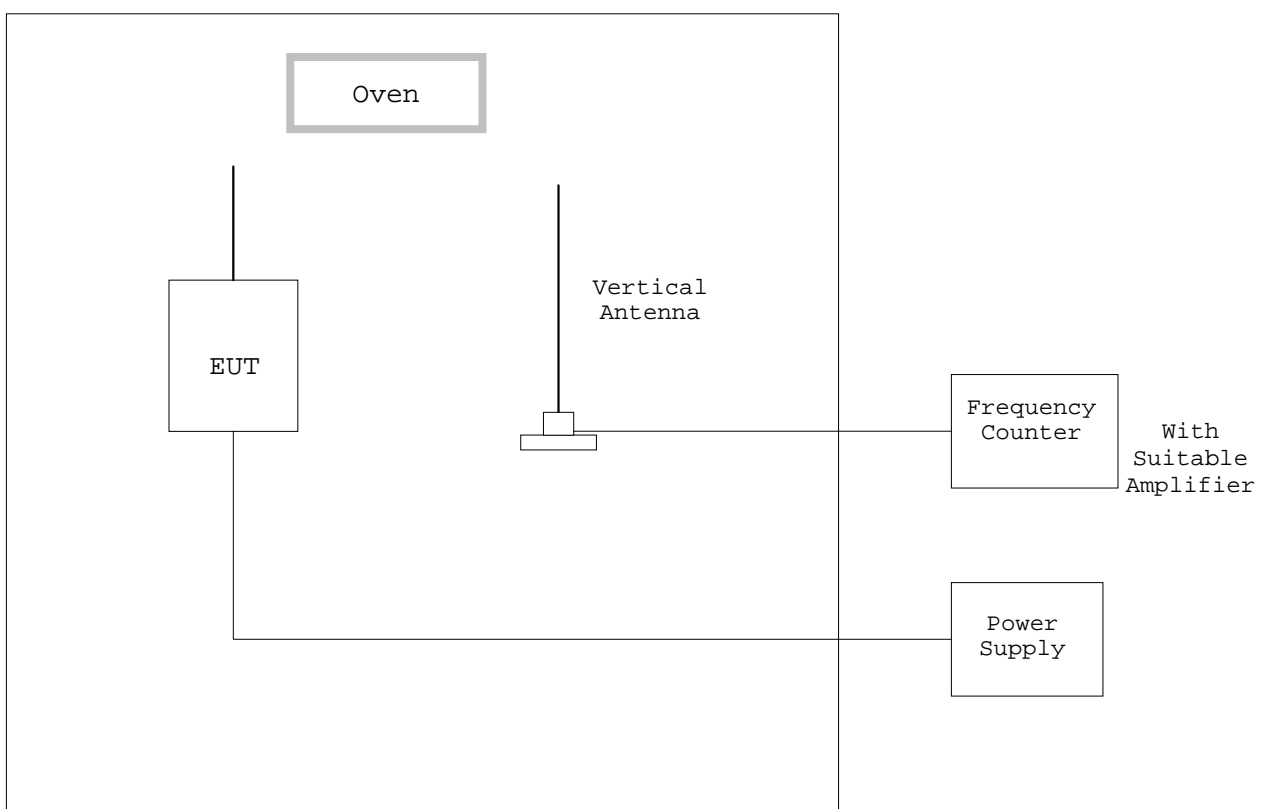 Oven
Vertical
Antenna
EUT
Frequency
Counter
With
Suitable
Amplifier
Power
Supply